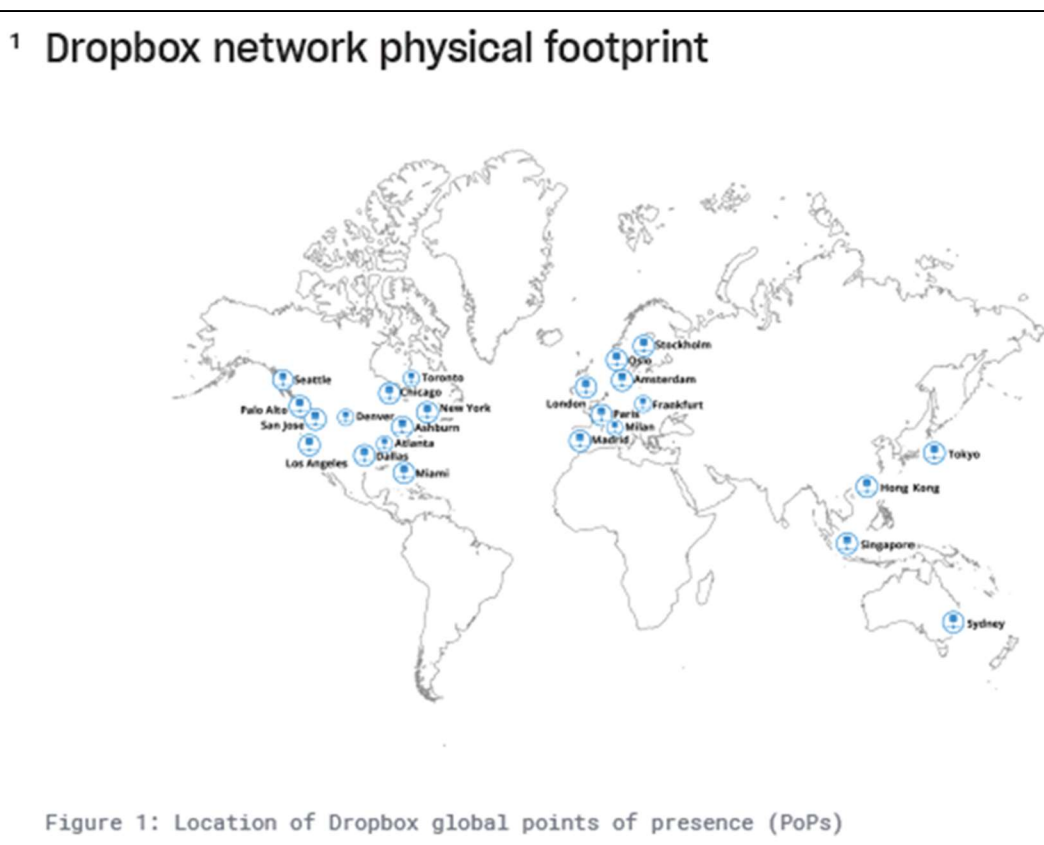 ¹ Dropbox network physical footprint
Stockholm
Oslo
Seattle
Toronto
Amsterdam
Chicago
London
Frankfurt
Palo Alto
New York
Denver
Paris
San Jose
Ashburn
Milan
Atlanta
Madrid
Dallas
Los Angeles
Miami
Tokyo
Hong Kong
Singapore
Sydney
Figure 1: Location of Dropbox global points of presence (PoPs)